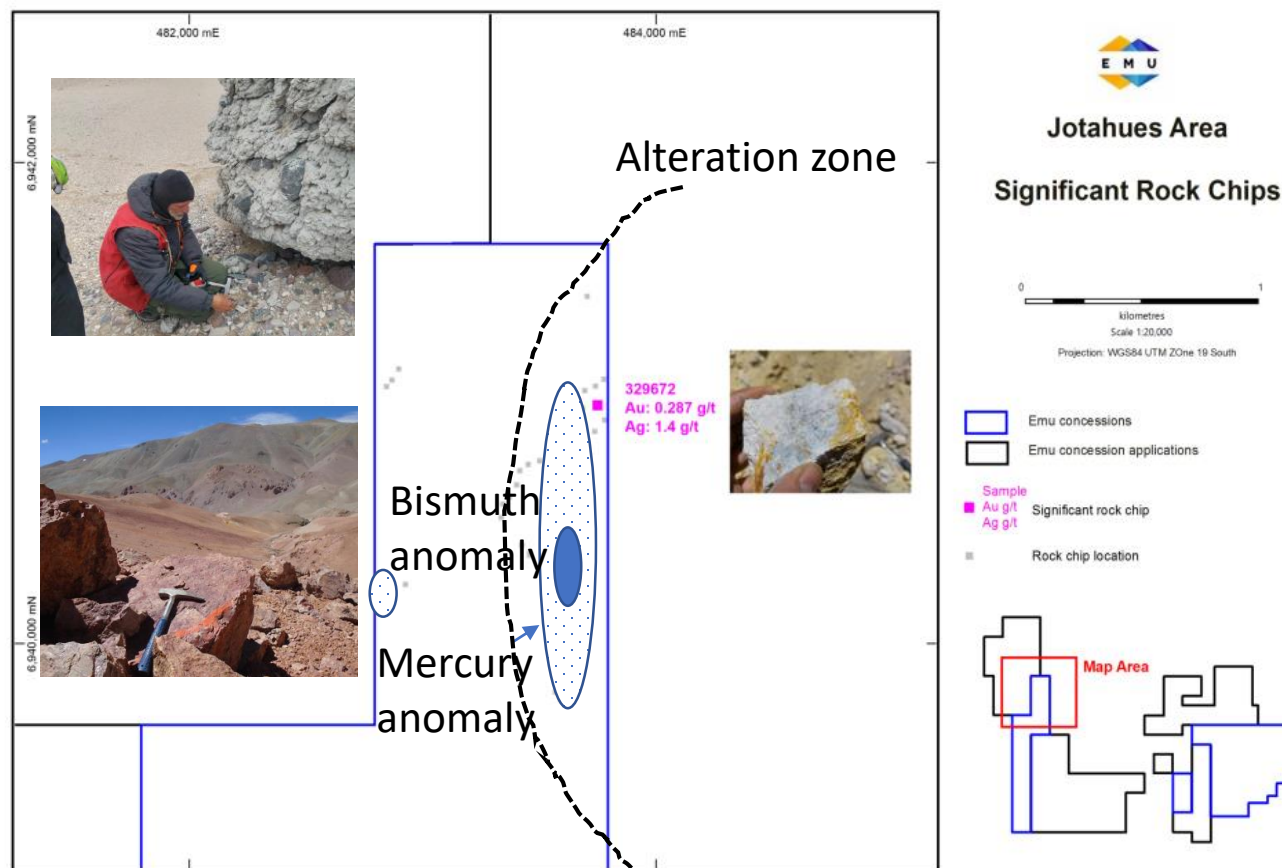 482,000 mE
484,000 mE
6,942,000 mN
6,940,000 mN
Alteration zone
329672
Au: 0.287 g/t
Ag: 1.4 g/t
Bismuth
anomaly
Mercury
anomaly
E M U
Jotahues Area
Significant Rock Chips
0 1
kilometres
Scale 1:20,000
Projection: WGS84 UTM ZOne 19 South
Emu concessions
Emu concession applications
Sample
Au g/t
Ag g/t
Significant rock chip
Rock chip location
Map Area